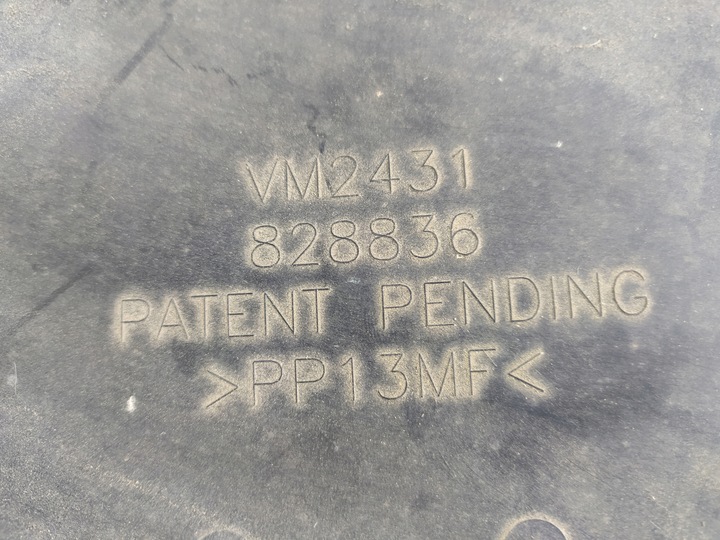 VM2431
828836
PATENT PENDING
>PP13MF<